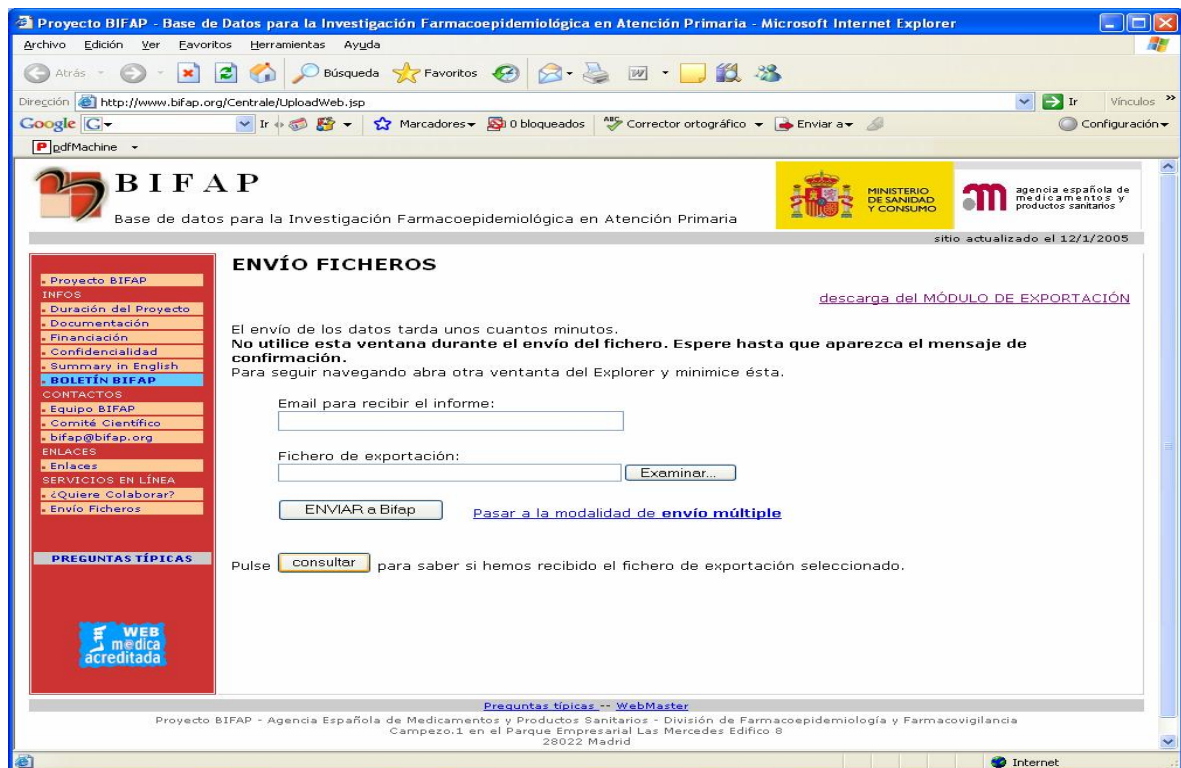 Proyecto BIFAP - Base de Datos para la Investigación Farmacoepidemiológica en Atención Primaria - Microsoft Internet Explorer
Archivo Edición Ver Favoritos Herramientas Ayuda
Atrás Búsqueda Favoritos
Dirección http://www.bifap.org/Centrale/UploadWeb.jsp Ir Vínculos »
Google G Ir Marcadores 0 bloqueados ABC Corrector ortográfico Enviar a Configuración
pdfMachine
BIFAP
Base de datos para la Investigación Farmacoepidemiológica en Atención Primaria
MINISTERIO
DE SANIDAD
Y CONSUMO
agencia española de
medicamentos y
productos sanitarios
sitio actualizado el 12/1/2005
Proyecto BIFAP
INFOS
Duración del Proyecto
Documentación
Financiación
Confidencialidad
Summary in English
BOLETÍN BIFAP
CONTACTOS
Equipo BIFAP
Comité Científico
bifap@bifap.org
ENLACES
Enlaces
SERVICIOS EN LÍNEA
¿Quiere Colaborar?
Envío Ficheros
PREGUNTAS TÍPICAS
WEB
médica
acreditada
ENVÍO FICHEROS
descarga del MÓDULO DE EXPORTACIÓN
El envío de los datos tarda unos cuantos minutos.
No utilice esta ventana durante el envío del fichero. Espere hasta que aparezca el mensaje de
confirmación.
Para seguir navegando abra otra ventanta del Explorer y minimice ésta.
Email para recibir el informe:
Fichero de exportación:
Examinar...
ENVIAR a Bifap Pasar a la modalidad de envío múltiple
Pulse consultar para saber si hemos recibido el fichero de exportación seleccionado.
Preguntas típicas -- WebMaster
Proyecto BIFAP - Agencia Española de Medicamentos y Productos Sanitarios - División de Farmacoepidemiología y Farmacovigilancia
Campezo.1 en el Parque Empresarial Las Mercedes Edifico 8
28022 Madrid
Internet